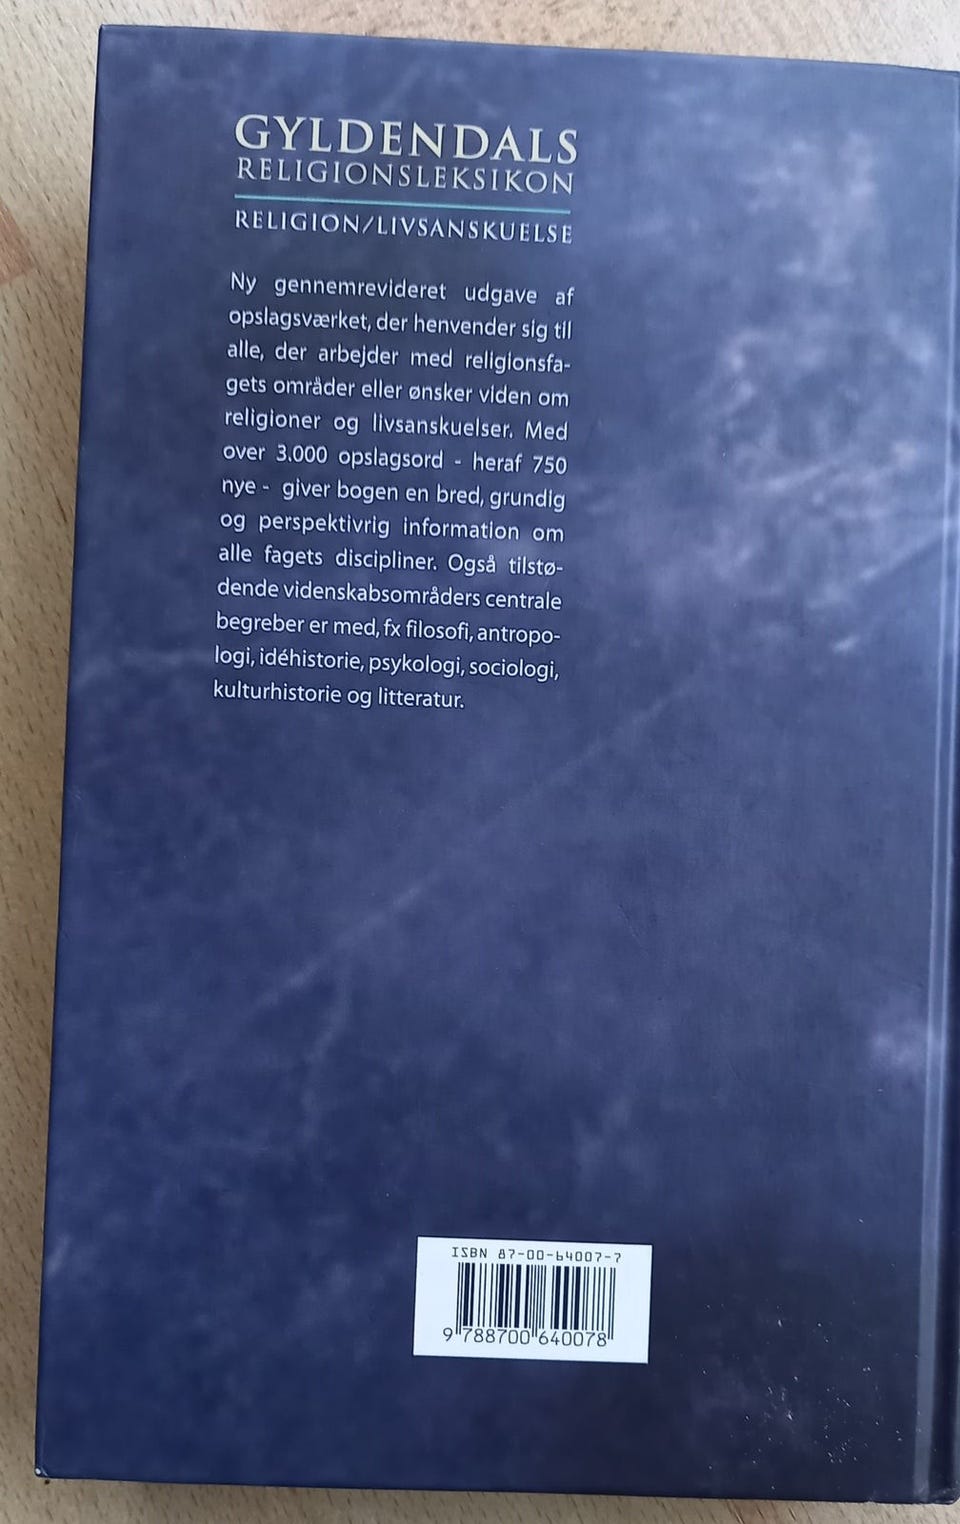 GYLDENDALS
RELIGIONSLEKSIKON
RELIGION/LIVSANSKUELSE
Ny gennemrevideret udgave af
opslagsværket, der henvender sig til
alle, der arbejder med religionsfa-
gets områder eller ønsker viden om
religioner og livsanskuelser. Med
over 3.000 opslagsord - heraf 750
nye - giver bogen en bred, grundig
og perspektivrig information om
alle fagets discipliner. Også tilstø-
dende videnskabsområders centrale
begreber er med, fx filosofi, antropo-
logi, idéhistorie, psykologi, sociologi,
kulturhistorie og litteratur.
ISBN 87-00-64007-7
9 788700 640078